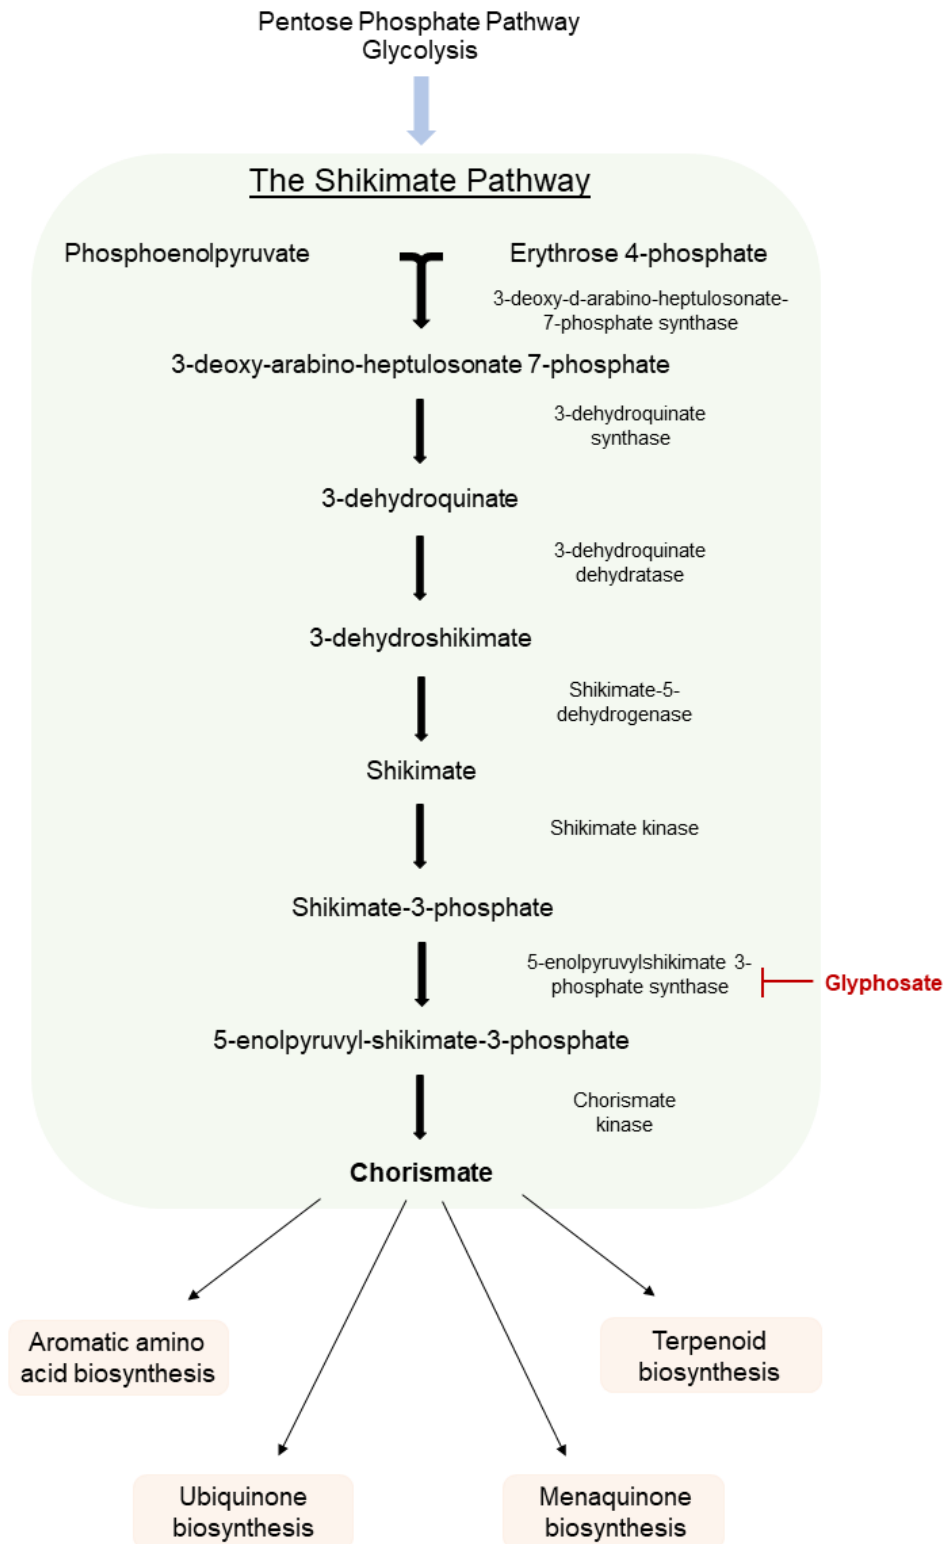 Pentose Phosphate Pathway
Glycolysis
The Shikimate Pathway
Phosphoenolpyruvate
Erythrose 4-phosphate
3-deoxy-d-arabino-heptulosonate-
7-phosphate synthase
3-deoxy-arabino-heptulosonate 7-phosphate
3-dehydroquinate
synthase
3-dehydroquinate
3-dehydroquinate
dehydratase
3-dehydroshikimate
Shikimate-5-
dehydrogenase
Shikimate
Shikimate kinase
Shikimate-3-phosphate
5-enolpyruvylshikimate 3-
phosphate synthase
Glyphosate
5-enolpyruvyl-shikimate-3-phosphate
Chorismate
kinase
Chorismate
Aromatic amino
acid biosynthesis
Terpenoid
biosynthesis
Ubiquinone
biosynthesis
Menaquinone
biosynthesis